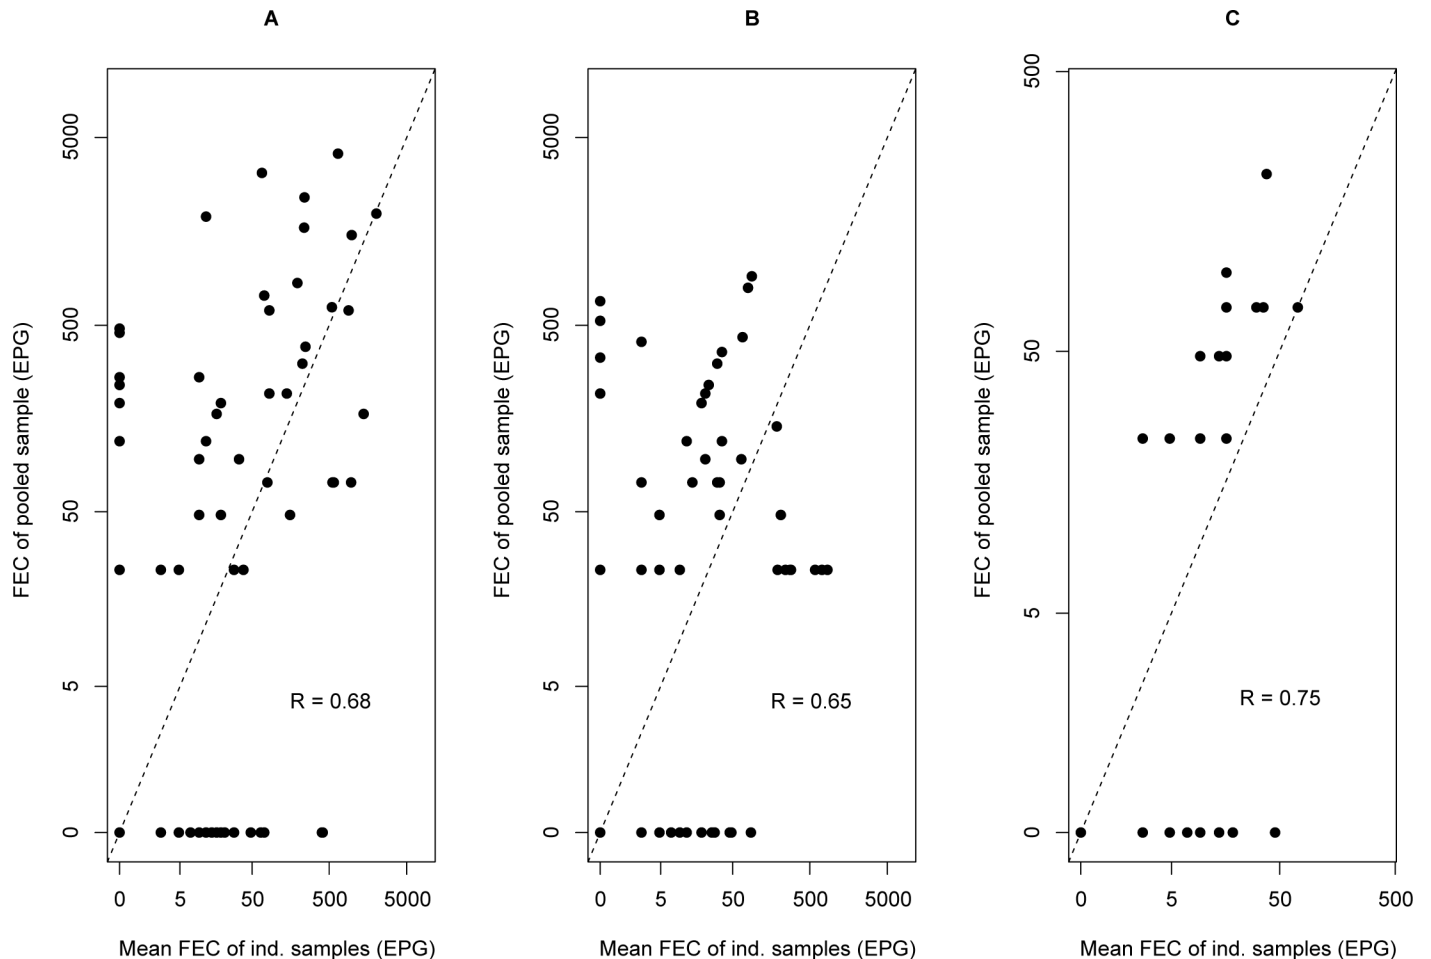 A
FEC of pooled sample (EPG)
5000
500
50
5
0
R = 0.68
0 5 50 500 5000
Mean FEC of ind. samples (EPG)
B
FEC of pooled sample (EPG)
5000
500
50
5
0
R = 0.65
0 5 50 500 5000
Mean FEC of ind. samples (EPG)
C
FEC of pooled sample (EPG)
500
50
5
0
R = 0.75
0 5 50 500
Mean FEC of ind. samples (EPG)